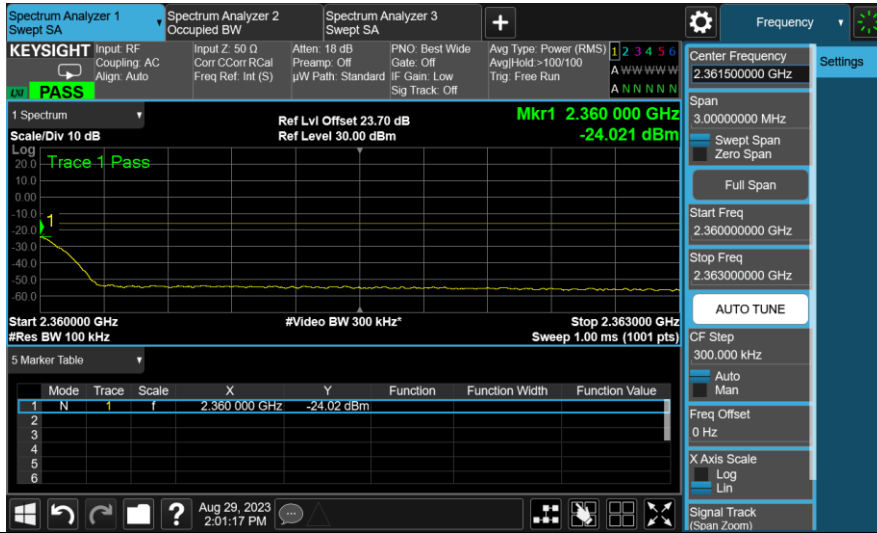 Spectrum Analyzer 1
Swept SA
Spectrum Analyzer 2
Occupied BW
Spectrum Analyzer 3
Swept SA
Frequency
KEYSIGHT
LXI
PASS
Input: RF
Coupling: AC
Align: Auto
Input Z: 50 Ω
Corr CCorr RCal
Freq Ref: Int (S)
Atten: 18 dB
Preamp: Off
µW Path: Standard
PNO: Best Wide
Gate: Off
IF Gain: Low
Sig Track: Off
Avg Type: Power (RMS)
Avg|Hold:>100/100
Trig: Free Run
1 2 3 4 5 6
A W W W W W
A N N N N N
1 Spectrum
Scale/Div 10 dB
Ref Lvl Offset 23.70 dB
Ref Level 30.00 dBm
Mkr1 2.360 000 GHz
-24.021 dBm
Log
Trace 1 Pass
20.0
10.0
0.00
-10.0
1
-20.0
-30.0
-40.0
-50.0
-60.0
Start 2.360000 GHz
#Video BW 300 kHz*
Stop 2.363000 GHz
#Res BW 100 kHz
Sweep 1.00 ms (1001 pts)
5 Marker Table
Mode Trace Scale X Y Function Function Width Function Value
1 N 1 f 2.360 000 GHz -24.02 dBm
2
3
4
5
6
?
Aug 29, 2023
2:01:17 PM
Center Frequency
2.361500000 GHz
Settings
Span
3.00000000 MHz
Swept Span
Zero Span
Full Span
Start Freq
2.360000000 GHz
Stop Freq
2.363000000 GHz
AUTO TUNE
CF Step
300.000 kHz
Auto
Man
Freq Offset
0 Hz
X Axis Scale
Log
Lin
Signal Track
(Span Zoom)